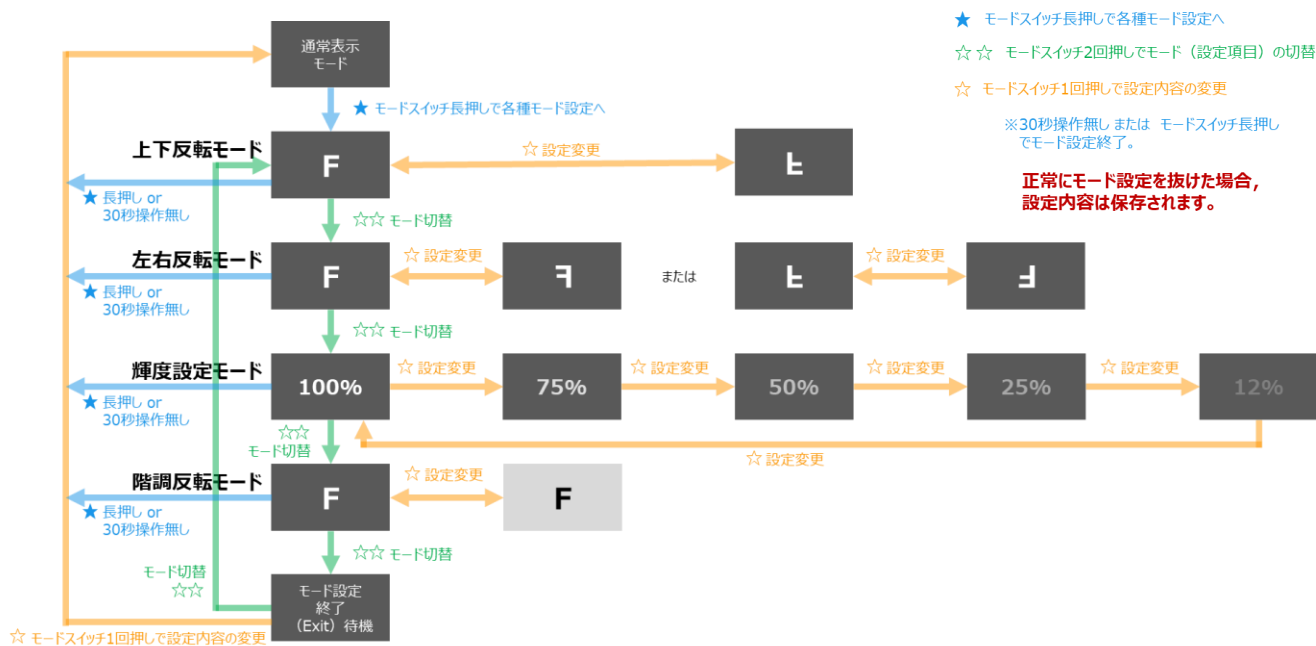 ★ モードスイッチ長押しで各種モード設定へ
☆☆ モードスイッチ2回押しでモード（設定項目）の切替
☆ モードスイッチ1回押しで設定内容の変更
※30秒操作無し または モードスイッチ長押し
でモード設定終了。
正常にモード設定を抜けた場合，
設定内容は保存されます。
通常表示
モード
★ モードスイッチ長押しで各種モード設定へ
上下反転モード
F
☆ 設定変更
F
★ 長押し or
30秒操作無し
☆☆ モード切替
左右反転モード
F
☆ 設定変更
F
または
F
☆ 設定変更
F
★ 長押し or
30秒操作無し
☆☆ モード切替
輝度設定モード
100%
☆ 設定変更
75%
☆ 設定変更
50%
☆ 設定変更
25%
☆ 設定変更
12%
★ 長押し or
30秒操作無し
☆☆
モード切替
☆ 設定変更
階調反転モード
F
☆ 設定変更
F
★ 長押し or
30秒操作無し
☆☆ モード切替
モード切替
☆☆
モード設定
終了
（Exit）待機
☆ モードスイッチ1回押しで設定内容の変更